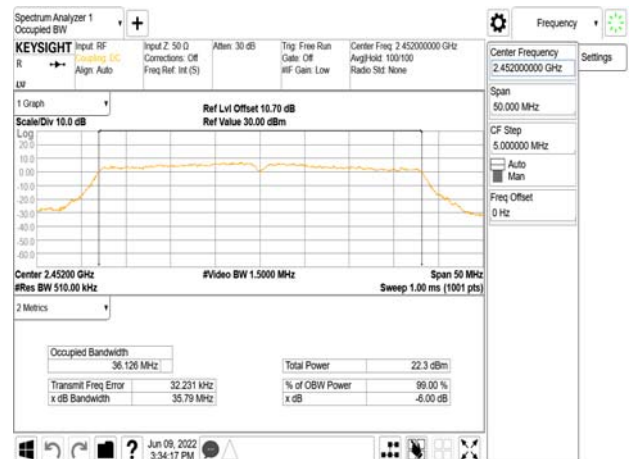 Spectrum Analyzer 1
Occupied BW
Frequency
KEYSIGHT
R
LXI
Input: RF
Coupling: DC
Align: Auto
Input Z: 50 Ω
Corrections: Off
Freq Ref: Int (S)
Atten: 30 dB
Trig: Free Run
Gate: Off
#IF Gain: Low
Center Freq: 2.452000000 GHz
Avg|Hold: 100/100
Radio Std: None
Center Frequency
2.452000000 GHz
Settings
Span
50.000 MHz
CF Step
5.000000 MHz
Auto
Man
Freq Offset
0 Hz
1 Graph
Scale/Div 10.0 dB
Ref Lvl Offset 10.70 dB
Ref Value 30.00 dBm
Log
20.0
10.0
0.00
-10.0
-20.0
-30.0
-40.0
-50.0
-60.0
Center 2.45200 GHz
#Res BW 510.00 kHz
#Video BW 1.5000 MHz
Span 50 MHz
Sweep 1.00 ms (1001 pts)
2 Metrics
Occupied Bandwidth
36.126 MHz
Total Power 22.3 dBm
Transmit Freq Error 32.231 kHz
% of OBW Power 99.00 %
x dB Bandwidth 35.79 MHz
x dB -6.00 dB
Jun 09, 2022
3:34:17 PM